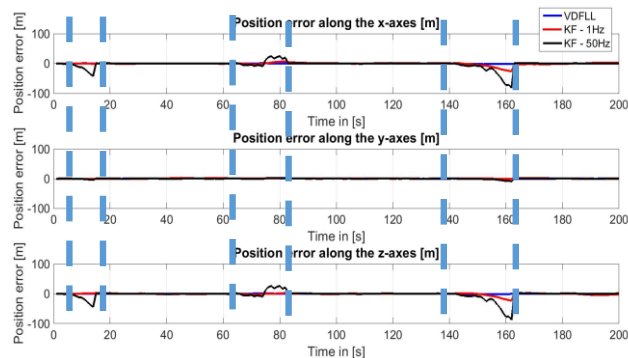 Position error along the x-axes [m]
VDFLL
KF - 1Hz
KF - 50Hz
Position error [m]
100
0
-100
0 20 40 60 80 100 120 140 160 180 200
Time in [s]
Position error along the y-axes [m]
Position error [m]
100
0
-100
0 20 40 60 80 100 120 140 160 180 200
Time in [s]
Position error along the z-axes [m]
Position error [m]
100
0
-100
0 20 40 60 80 100 120 140 160 180 200
Time in [s]